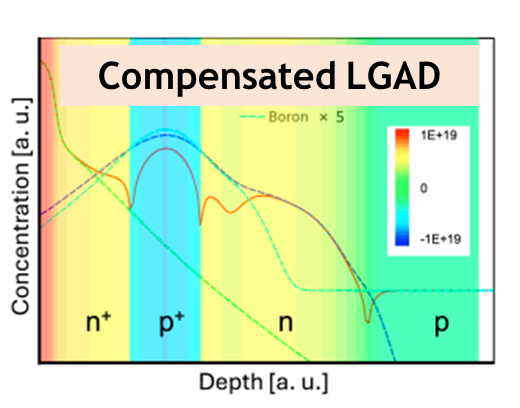 Compensated LGAD
Boron × 5
1E+19
0
-1E+19
Concentration [a. u.]
n⁺
p⁺
n
p
Depth [a. u.]